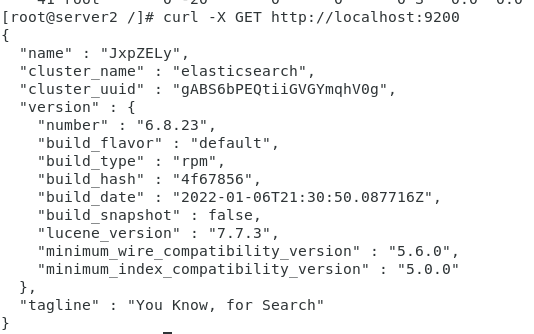 [root@server2 /]# curl -X GET http://localhost:9200
{
  "name" : "JxpZELy",
  "cluster_name" : "elasticsearch",
  "cluster_uuid" : "gABS6bPEQtiiGVGYmqhV0g",
  "version" : {
    "number" : "6.8.23",
    "build_flavor" : "default",
    "build_type" : "rpm",
    "build_hash" : "4f67856",
    "build_date" : "2022-01-06T21:30:50.087716Z",
    "build_snapshot" : false,
    "lucene_version" : "7.7.3",
    "minimum_wire_compatibility_version" : "5.6.0",
    "minimum_index_compatibility_version" : "5.0.0"
  },
  "tagline" : "You Know, for Search"
}